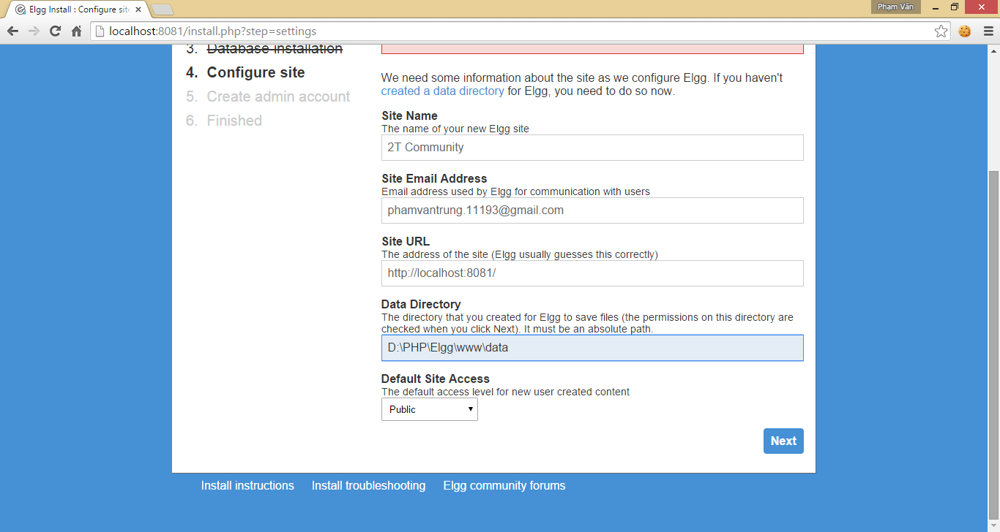 Elgg Install : Configure site
Phạm Văn
localhost:8081/install.php?step=settings
3. Database installation
4. Configure site
5. Create admin account
6. Finished
We need some information about the site as we configure Elgg. If you haven't
created a data directory for Elgg, you need to do so now.
Site Name
The name of your new Elgg site
2T Community
Site Email Address
Email address used by Elgg for communication with users
phamvantrung.11193@gmail.com
Site URL
The address of the site (Elgg usually guesses this correctly)
http://localhost:8081/
Data Directory
The directory that you created for Elgg to save files (the permissions on this directory are
checked when you click Next). It must be an absolute path.
D:\PHP\Elgg\www\data
Default Site Access
The default access level for new user created content
Public
Next
Install instructions Install troubleshooting Elgg community forums